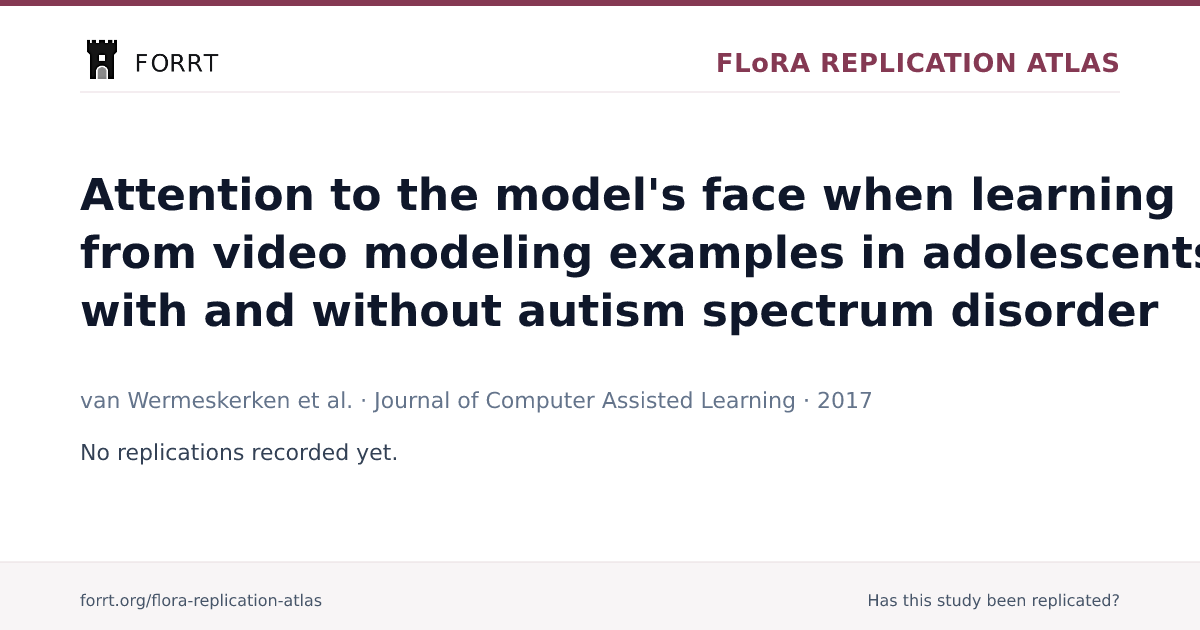 FORRT
FLoRA REPLICATION ATLAS
Attention to the model's face when learning
from video modeling examples in adolescents
with and without autism spectrum disorder
van Wermeskerken et al. · Journal of Computer Assisted Learning · 2017
No replications recorded yet.
forrt.org/flora-replication-atlas
Has this study been replicated?